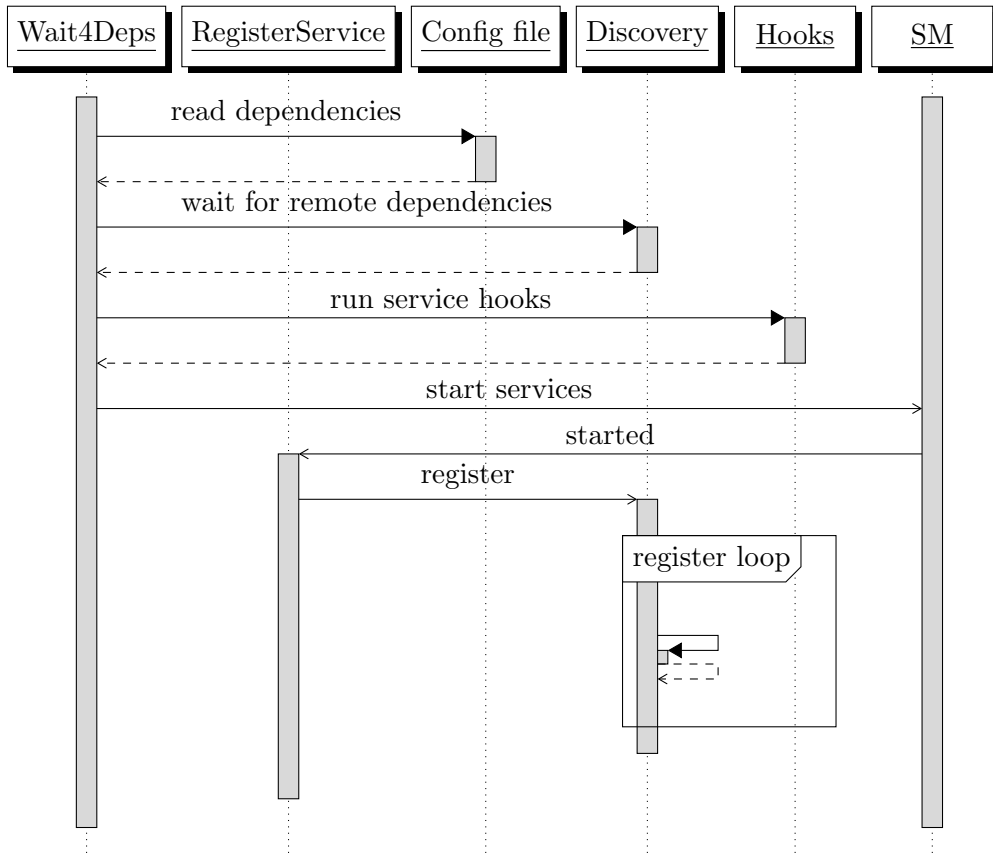 Wait4Deps
RegisterService
Config file
Discovery
Hooks
SM
read dependencies
wait for remote dependencies
run service hooks
start services
started
register
register loop